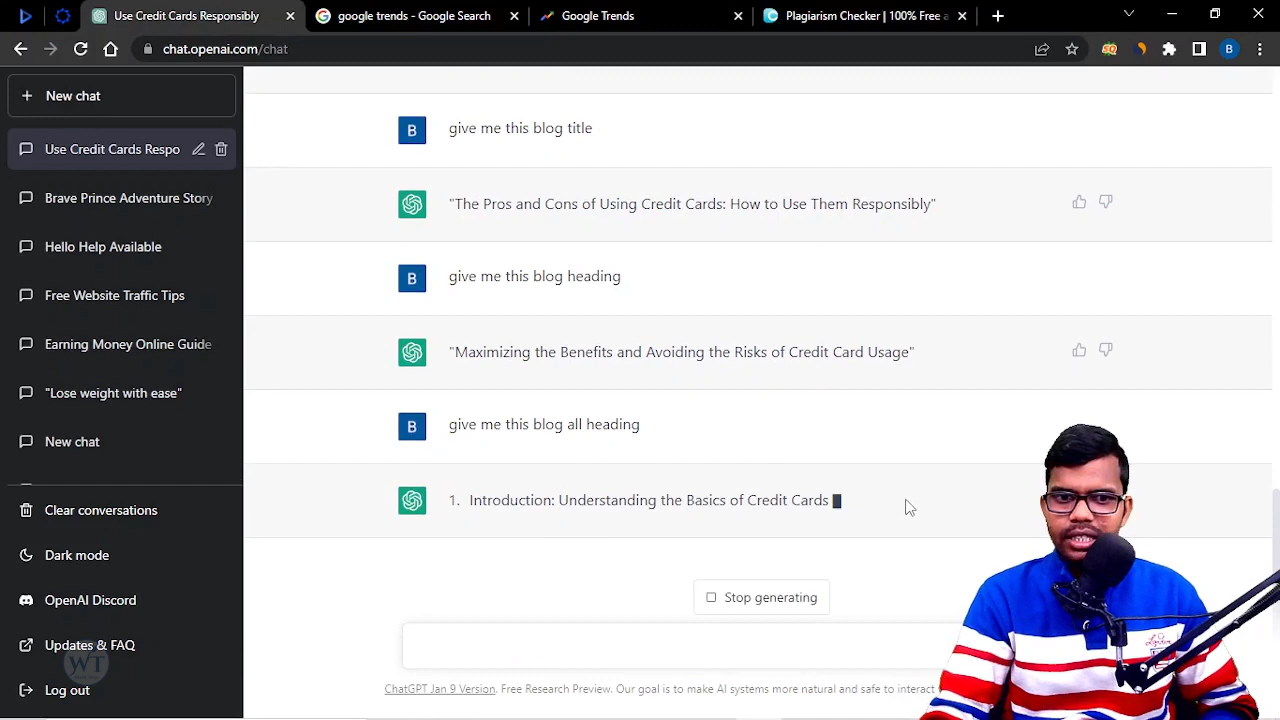 Use Credit Cards Responsibly
google trends - Google Search
Google Trends
Plagiarism Checker | 100% Free a
chat.openai.com/chat
SQ
B
New chat
Use Credit Cards Respo
Brave Prince Adventure Story
Hello Help Available
Free Website Traffic Tips
Earning Money Online Guide
"Lose weight with ease"
New chat
Clear conversations
Dark mode
OpenAI Discord
Updates & FAQ
WT
Log out
B
give me this blog title
"The Pros and Cons of Using Credit Cards: How to Use Them Responsibly"
B
give me this blog heading
"Maximizing the Benefits and Avoiding the Risks of Credit Card Usage"
B
give me this blog all heading
1. Introduction: Understanding the Basics of Credit Cards
Stop generating
ChatGPT Jan 9 Version. Free Research Preview. Our goal is to make AI systems more natural and safe to interact